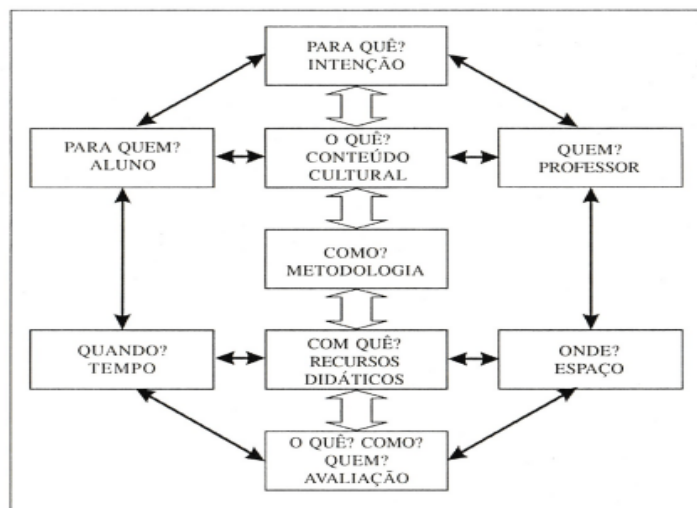 PARA QUÊ?
INTENÇÃO
PARA QUEM?
ALUNO
O QUÊ?
CONTEÚDO
CULTURAL
QUEM?
PROFESSOR
COMO?
METODOLOGIA
QUANDO?
TEMPO
COM QUÊ?
RECURSOS
DIDÁTICOS
ONDE?
ESPAÇO
O QUÊ? COMO?
QUEM?
AVALIAÇÃO